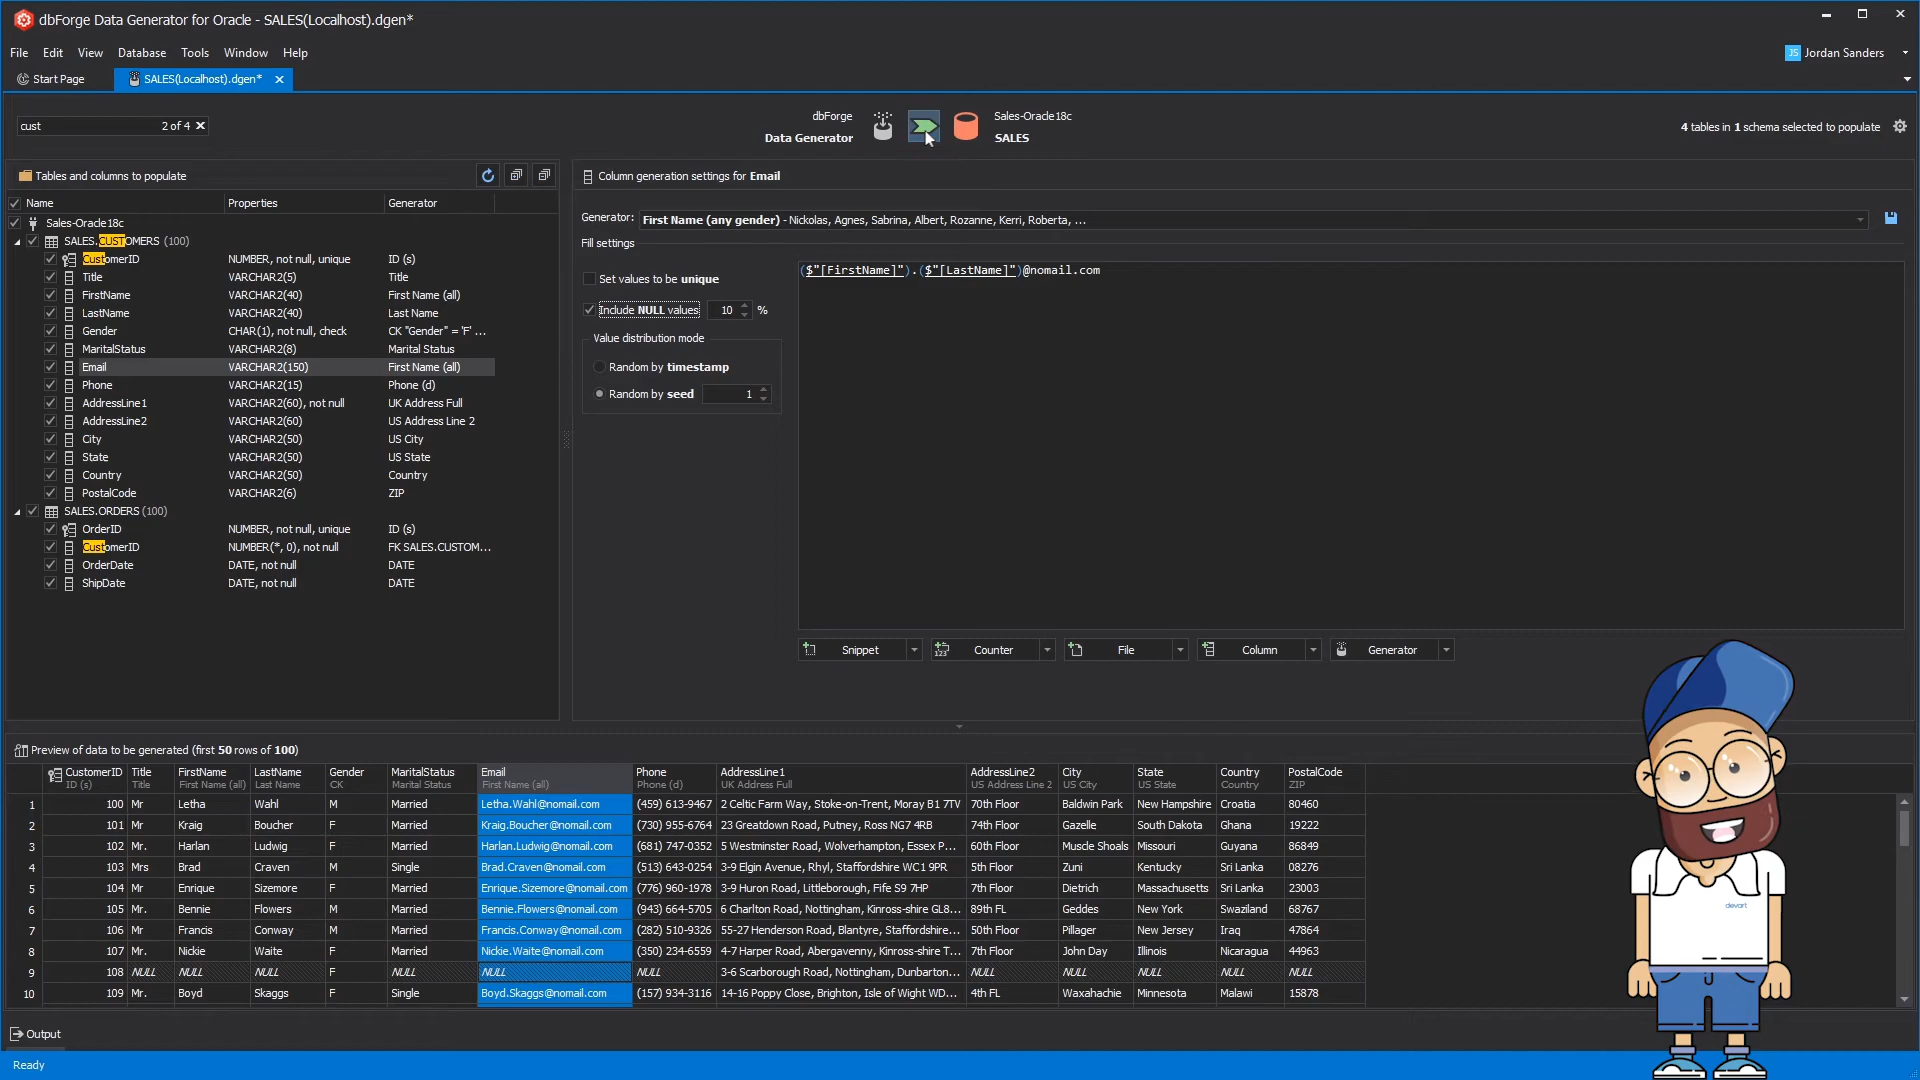 dbForge Data Generator for Oracle - SALES(Localhost).dgen*
File Edit View Database Tools Window Help
JS Jordan Sanders
Start Page
SALES(Localhost).dgen*
cust 2 of 4
dbForge
Data Generator
Sales-Oracle18c
SALES
4 tables in 1 schema selected to populate
Tables and columns to populate
Name Properties Generator
Sales-Oracle18c
SALES.CUSTOMERS (100)
CustomerID NUMBER, not null, unique ID (s)
Title VARCHAR2(5) Title
FirstName VARCHAR2(40) First Name (all)
LastName VARCHAR2(40) Last Name
Gender CHAR(1), not null, check CK "Gender" = 'F' ...
MaritalStatus VARCHAR2(8) Marital Status
Email VARCHAR2(150) First Name (all)
Phone VARCHAR2(15) Phone (d)
AddressLine1 VARCHAR2(60), not null UK Address Full
AddressLine2 VARCHAR2(60) US Address Line 2
City VARCHAR2(50) US City
State VARCHAR2(50) US State
Country VARCHAR2(50) Country
PostalCode VARCHAR2(6) ZIP
SALES.ORDERS (100)
OrderID NUMBER, not null, unique ID (s)
CustomerID NUMBER(*, 0), not null FK SALES.CUSTOM...
OrderDate DATE, not null DATE
ShipDate DATE, not null DATE
Column generation settings for Email
Generator: First Name (any gender) - Nickolas, Agnes, Sabrina, Albert, Rozanne, Kerri, Roberta, ...
Fill settings
Set values to be unique
Include NULL values 10 %
Value distribution mode
Random by timestamp
Random by seed 1
($"[FirstName]").($"[LastName]")@nomail.com
Snippet 123 Counter File Column Generator
Preview of data to be generated (first 50 rows of 100)
CustomerID Title FirstName LastName Gender MaritalStatus Email Phone AddressLine1 AddressLine2 City State Country PostalCode
ID (s) Title First Name (all) Last Name CK Marital Status First Name (all) Phone (d) UK Address Full US Address Line 2 US City US State Country ZIP
1 100 Mr Letha Wahl M Married Letha.Wahl@nomail.com (459) 613-9467 2 Celtic Farm Way, Stoke-on-Trent, Moray B1 7TV 70th Floor Baldwin Park New Hampshire Croatia 80460
2 101 Mr Kraig Boucher F Married Kraig.Boucher@nomail.com (730) 955-6764 23 Greatdown Road, Putney, Ross NG7 4RB 74th Floor Gazelle South Dakota Ghana 19222
3 102 Mr. Harlan Ludwig F Married Harlan.Ludwig@nomail.com (681) 747-0352 5 Westminster Road, Wolverhampton, Essex P... 60th Floor Muscle Shoals Missouri Guyana 86849
4 103 Mrs Brad Craven M Single Brad.Craven@nomail.com (513) 643-0254 3-9 Elgin Avenue, Rhyl, Staffordshire WC1 9PR 5th Floor Zuni Kentucky Sri Lanka 08276
5 104 Mr Enrique Sizemore F Married Enrique.Sizemore@nomail.com (776) 960-1978 3-9 Huron Road, Littleborough, Fife S9 7HP 7th Floor Dietrich Massachusetts Sri Lanka 23003
6 105 Mr. Bennie Flowers M Married Bennie.Flowers@nomail.com (943) 664-5705 6 Charlton Road, Nottingham, Kinross-shire GL8... 89th FL Geddes New York Swaziland 68767
7 106 Mr Francis Conway M Married Francis.Conway@nomail.com (282) 510-9326 55-27 Henderson Road, Blantyre, Staffordshire... 50th Floor Pillager New Jersey Iraq 47864
8 107 Mr. Nickie Waite F Married Nickie.Waite@nomail.com (350) 234-6559 4-7 Harper Road, Abergavenny, Kinross-shire T... 7th Floor John Day Illinois Nicaragua 44963
9 108 NULL NULL NULL F NULL NULL NULL 3-6 Scarborough Road, Nottingham, Dunbarton... NULL NULL NULL NULL NULL
10 109 Mr. Boyd Skaggs F Single Boyd.Skaggs@nomail.com (157) 934-3116 14-16 Poppy Close, Brighton, Isle of Wight WD... 4th FL Waxahachie Minnesota Malawi 15878
devart
Output
Ready